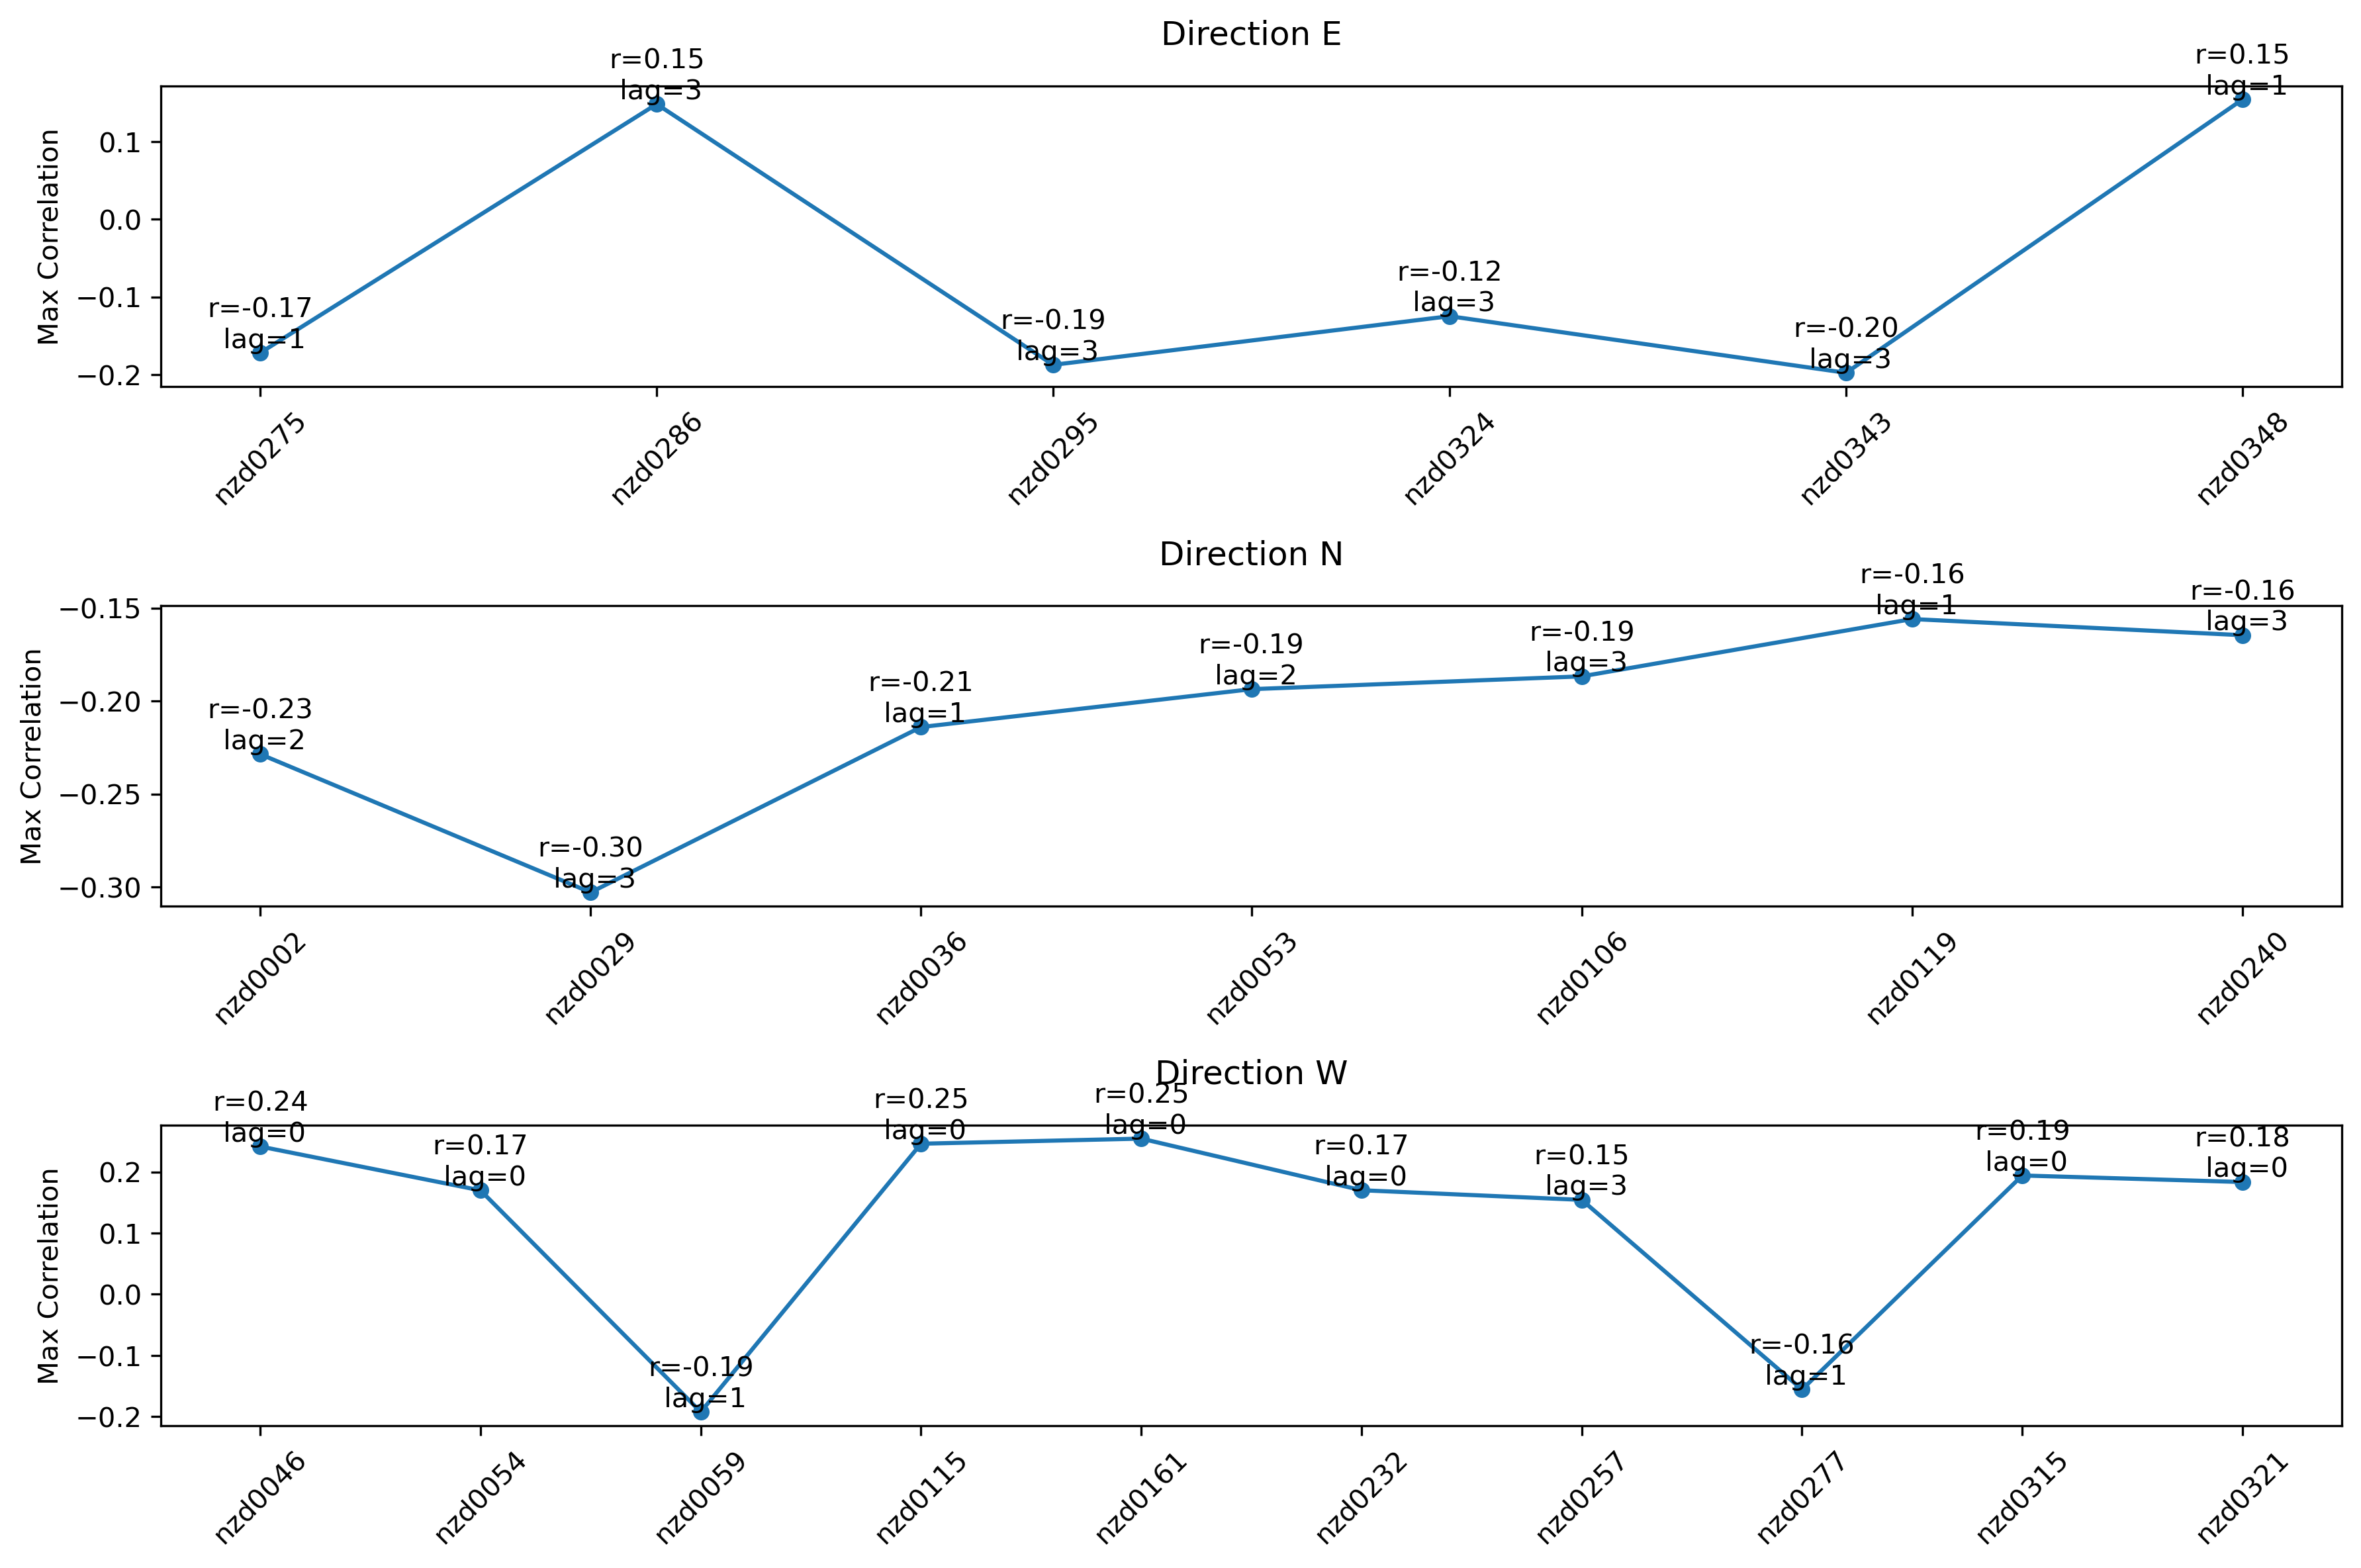 Direction E
r=0.15
lag=3
r=0.15
lag=1
r=-0.17
lag=1
r=-0.19
lag=3
r=-0.12
lag=3
r=-0.20
lag=3
Max Correlation
0.1
0.0
−0.1
−0.2
nzd0275
nzd0286
nzd0295
nzd0324
nzd0343
nzd0348
Direction N
r=-0.23
lag=2
r=-0.30
lag=3
r=-0.21
lag=1
r=-0.19
lag=2
r=-0.19
lag=3
r=-0.16
lag=1
r=-0.16
lag=3
Max Correlation
−0.15
−0.20
−0.25
−0.30
nzd0002
nzd0029
nzd0036
nzd0053
nzd0106
nzd0119
nzd0240
Direction W
r=0.24
lag=0
r=0.17
lag=0
r=-0.19
lag=1
r=0.25
lag=0
r=0.25
lag=0
r=0.17
lag=0
r=0.15
lag=3
r=-0.16
lag=1
r=0.19
lag=0
r=0.18
lag=0
Max Correlation
0.2
0.1
0.0
−0.1
−0.2
nzd0046
nzd0054
nzd0059
nzd0115
nzd0161
nzd0232
nzd0257
nzd0277
nzd0315
nzd0321